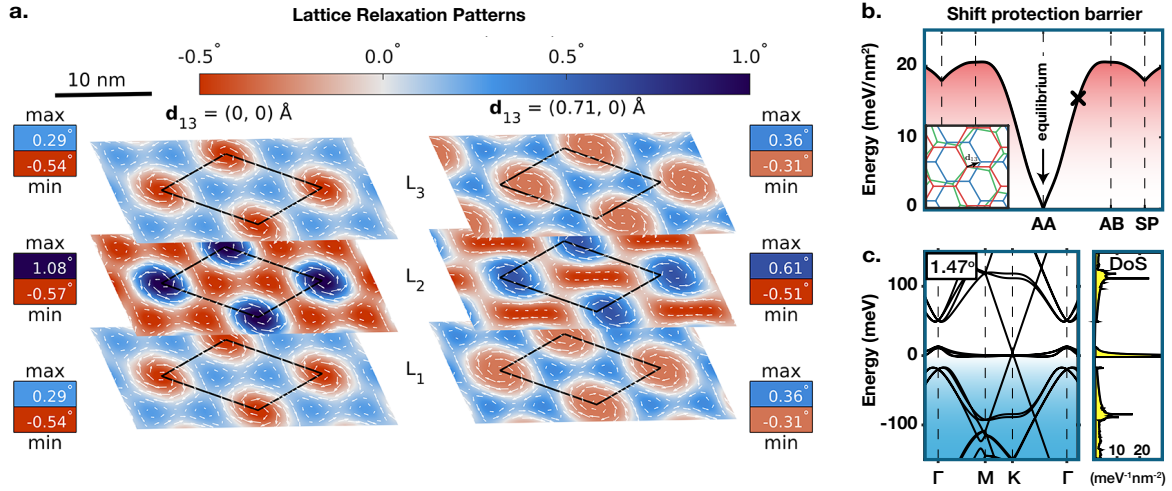 a.
Lattice Relaxation Patterns
-0.5°
0.0°
0.5°
1.0°
10 nm
d13 = (0, 0) Å
d13 = (0.71, 0) Å
max
0.29°
-0.54°
min
max
1.08°
-0.57°
min
max
0.29°
-0.54°
min
L3
L2
L1
max
0.36°
-0.31°
min
max
0.61°
-0.51°
min
max
0.36°
-0.31°
min
b.
Shift protection barrier
Energy (meV/nm²)
20
10
0
equilibrium
d13
AA
AB
SP
c.
1.47°
DoS
Energy (meV)
100
0
-100
10
20
Γ
M
K
Γ
(meV⁻¹nm⁻²)